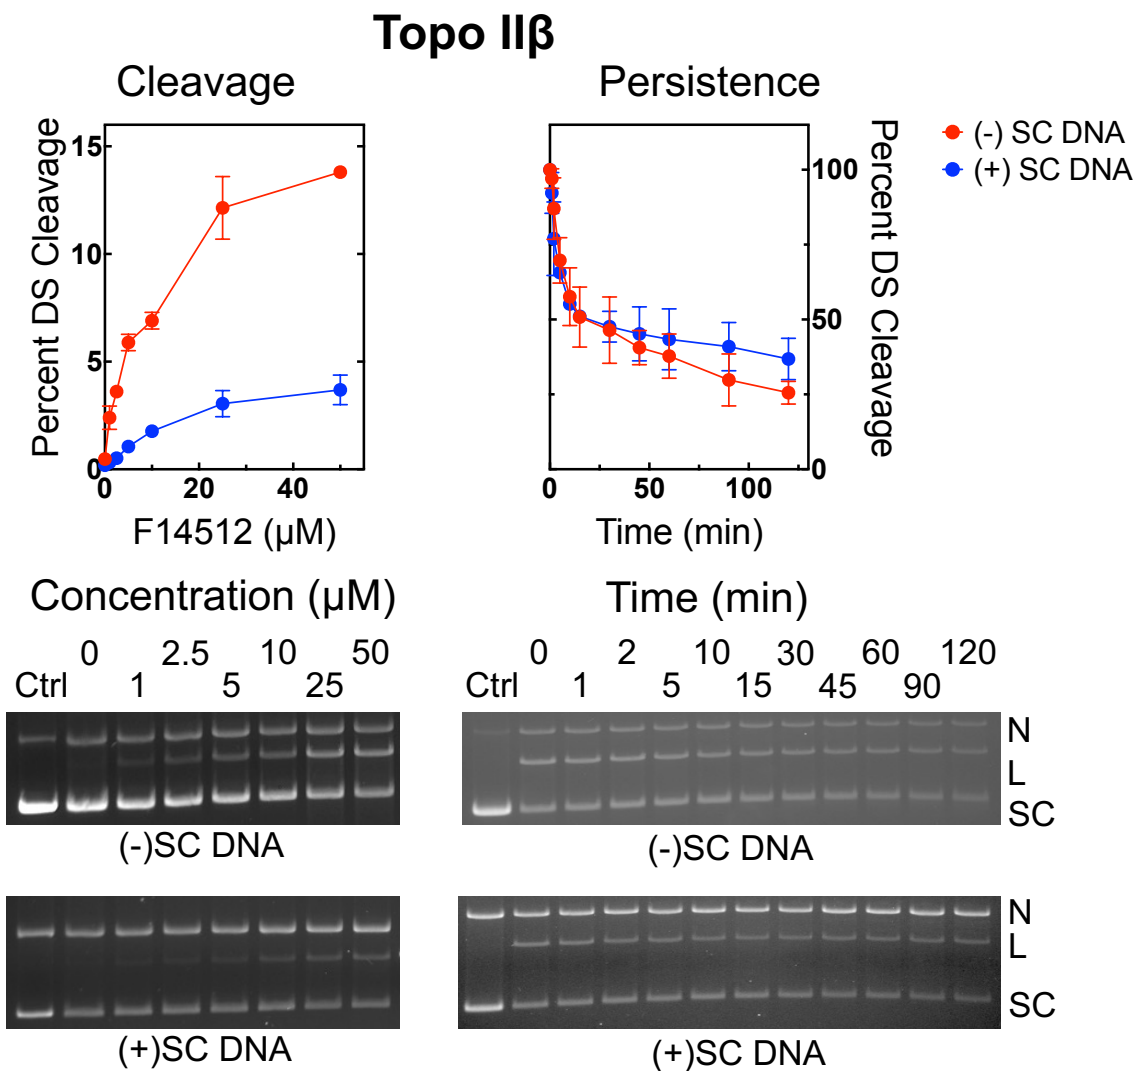 Topo IIβ
Cleavage
Persistence
(-) SC DNA
(+) SC DNA
Percent DS Cleavage
15
10
5
0
0 20 40
F14512 (µM)
Percent DS Cleavage
100
50
0
0 50 100
Time (min)
Concentration (µM)
0 2.5 10 50
Ctrl 1 5 25
(-)SC DNA
(+)SC DNA
Time (min)
0 2 10 30 60 120
Ctrl 1 5 15 45 90
N
L
SC
(-)SC DNA
N
L
SC
(+)SC DNA